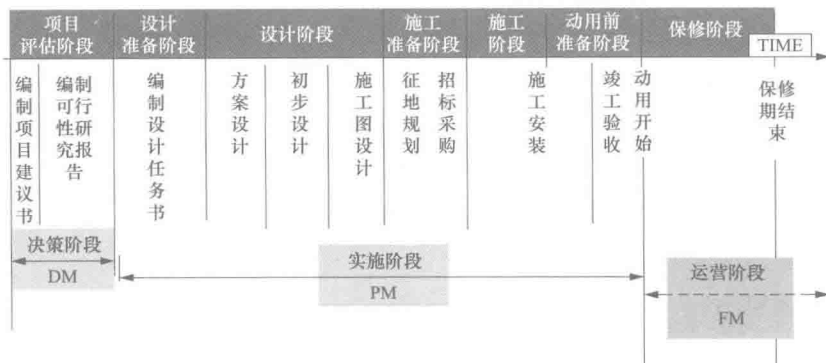 项目
评估阶段
设计
准备阶段
设计阶段
施工
准备阶段
施工
阶段
动用前
准备阶段
保修阶段
TIME
编制项目建议书
编制
可行
性研
究报
告
编制设计任务书
方案设计
初步设计
施工图设计
征地规划
招标采购
施工安装
竣工验收
动用开始
保修
期结
束
决策阶段
DM
实施阶段
PM
运营阶段
FM